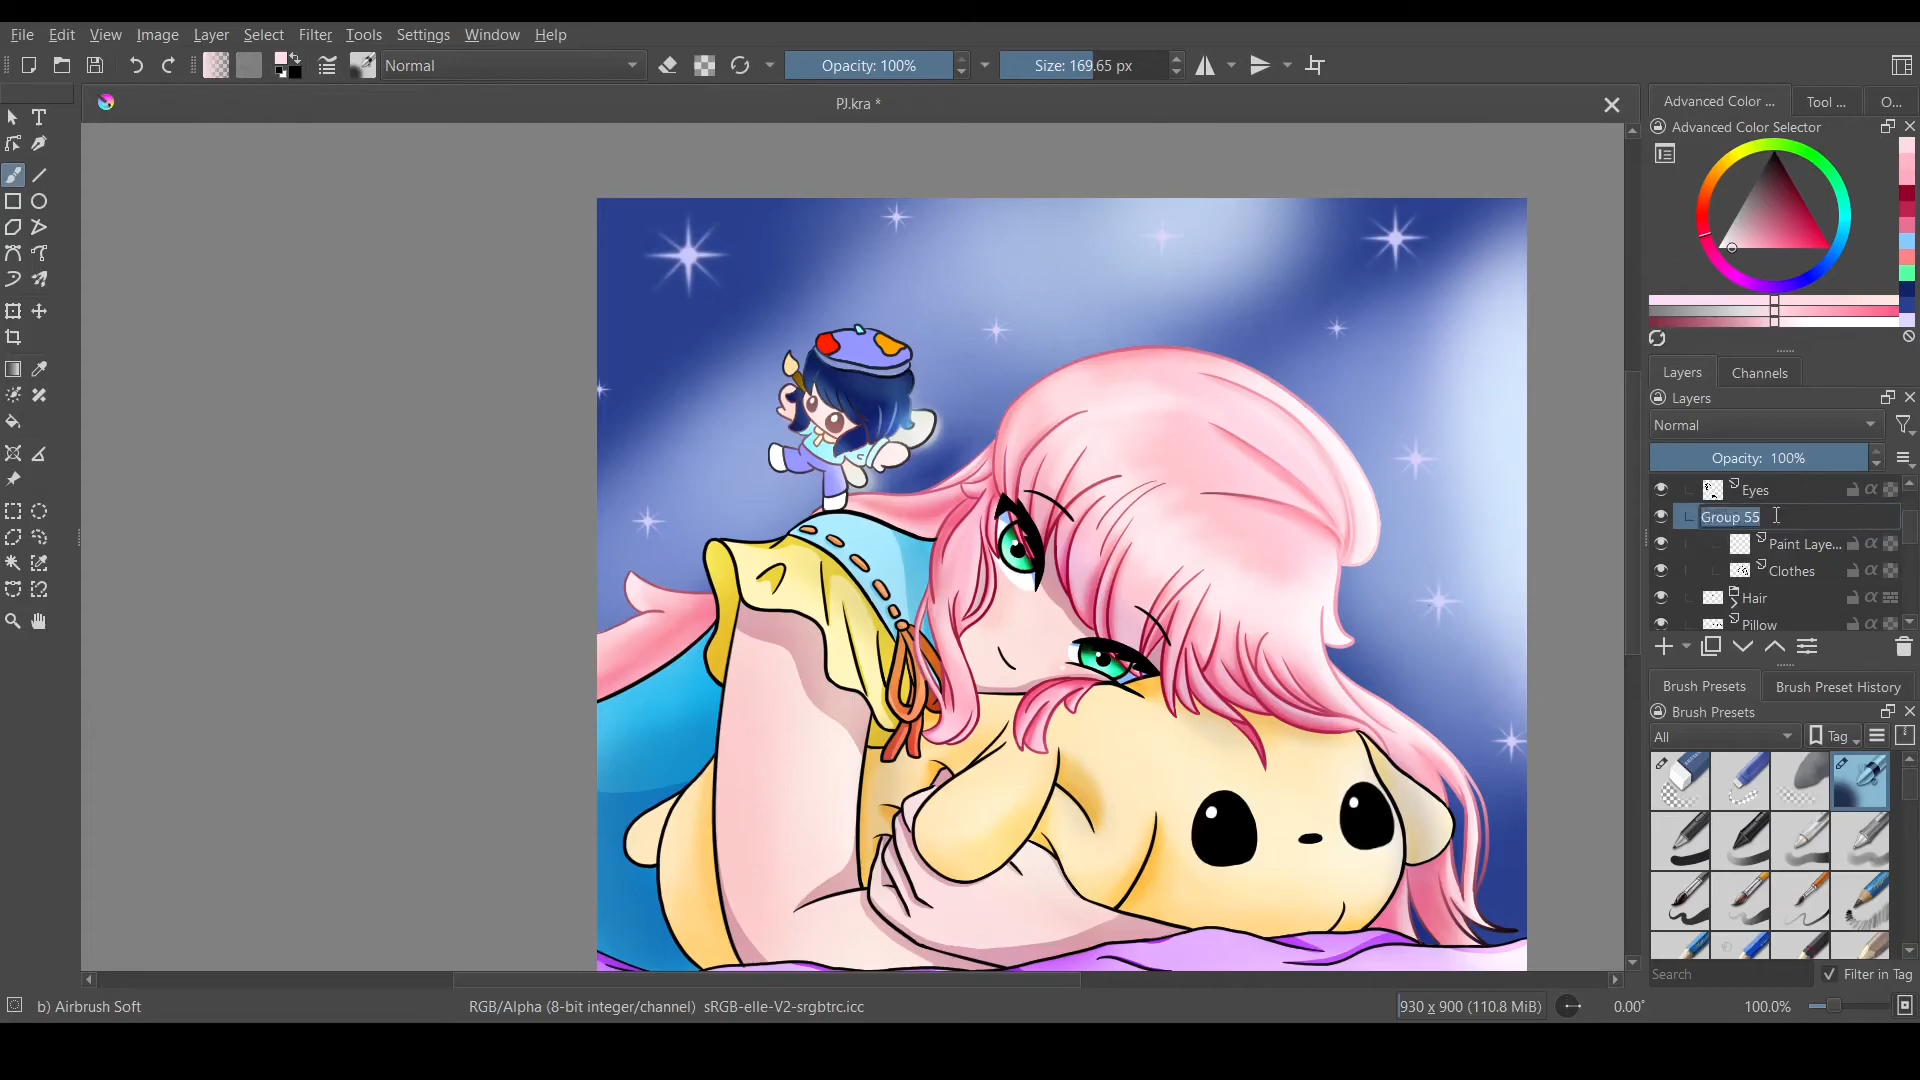 File Edit View Image Layer Select Filter Tools Settings Window Help
Normal
Opacity: 100%
Size: 169.65 px
PJ.kra *
Advanced Color ...
Tool ...
O...
Advanced Color Selector
Layers
Channels
Layers
Normal
Opacity: 100%
Eyes
Group 55
Paint Laye...
Clothes
Hair
Pillow
Brush Presets
Brush Preset History
Brush Presets
All
Tag
Search
Filter in Tag
b) Airbrush Soft
RGB/Alpha (8-bit integer/channel) sRGB-elle-V2-srgbtrc.icc
930 x 900 (110.8 MiB)
0.00°
100.0%